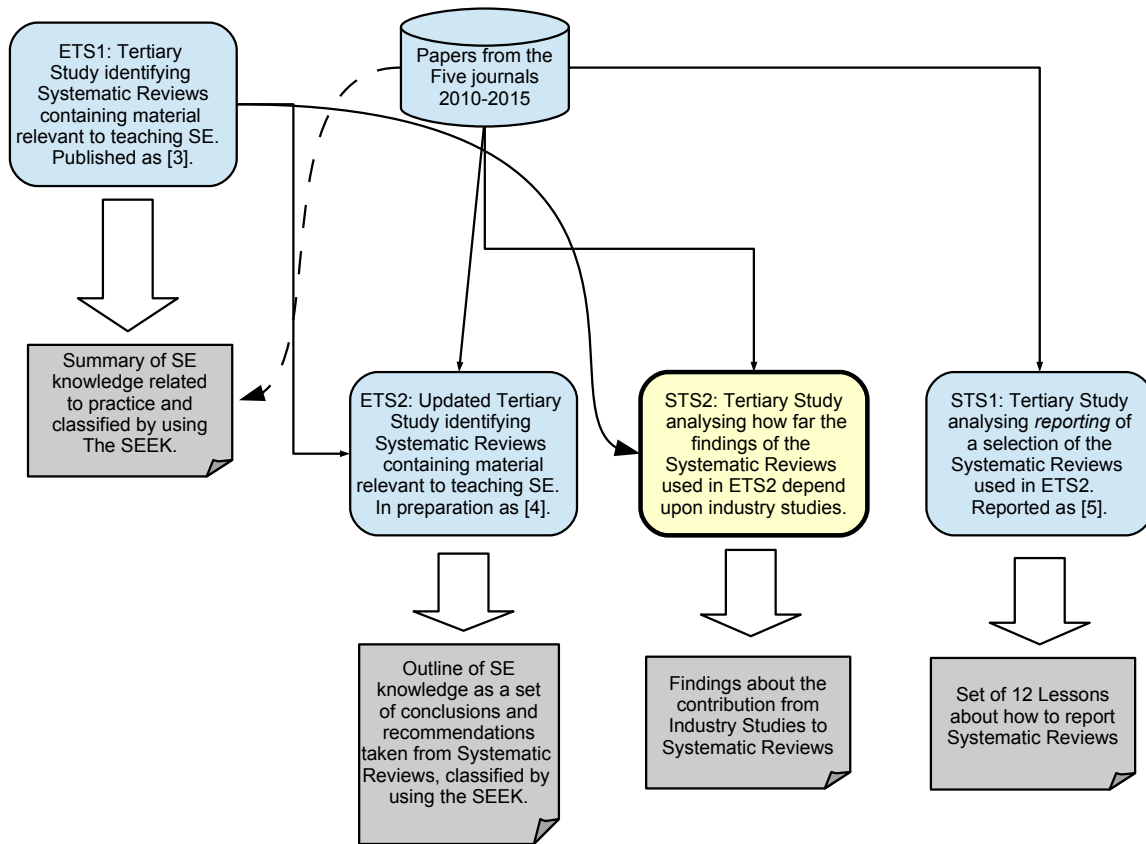 ETS1: Tertiary
Study identifying
Systematic Reviews
containing material
relevant to teaching SE.
Published as [3].
Papers from the
Five journals
2010-2015
Summary of SE
knowledge related
to practice and
classified by using
The SEEK.
ETS2: Updated Tertiary
Study identifying
Systematic Reviews
containing material
relevant to teaching SE.
In preparation as [4].
STS2: Tertiary Study
analysing how far the
findings of the
Systematic Reviews
used in ETS2 depend
upon industry studies.
STS1: Tertiary Study
analysing reporting of
a selection of the
Systematic Reviews
used in ETS2.
Reported as [5].
Outline of SE
knowledge as a set
of conclusions and
recommendations
taken from Systematic
Reviews, classified by
using the SEEK.
Findings about the
contribution from
Industry Studies to
Systematic Reviews
Set of 12 Lessons
about how to report
Systematic Reviews